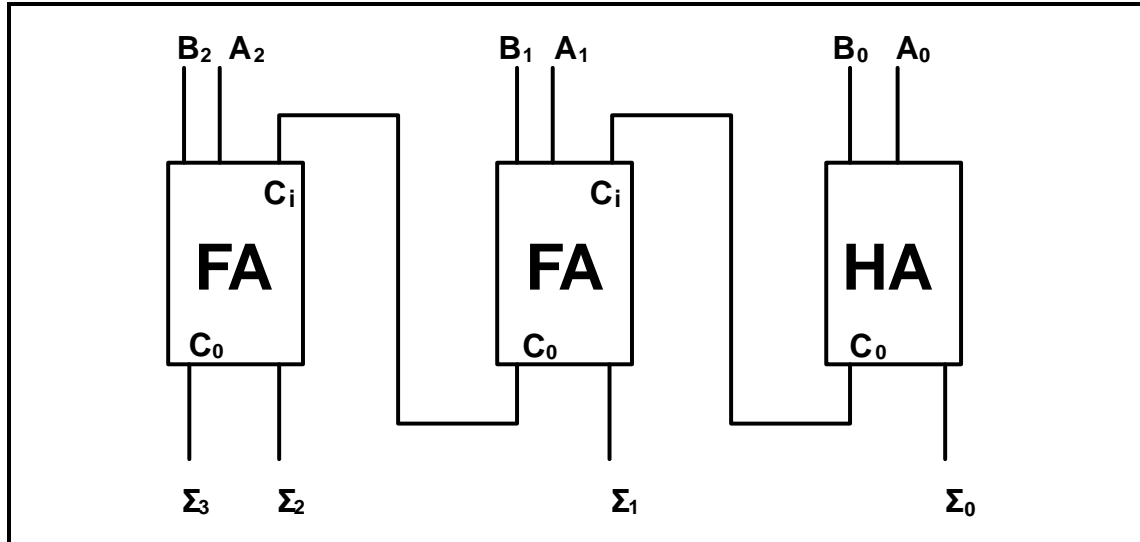 B₂ A₂ B₁ A₁ B₀ A₀
Cᵢ Cᵢ
FA FA HA
C₀ C₀ C₀
Σ₃ Σ₂ Σ₁ Σ₀